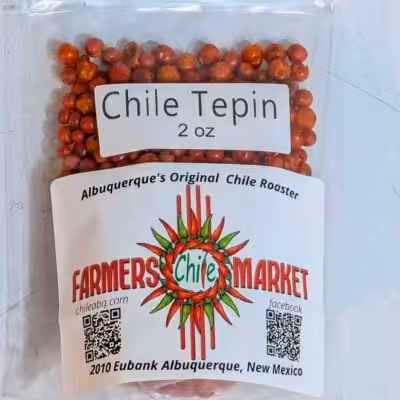 Chile Tepin
2 oz
Albuquerque's Original Chile Roaster
FARMERS Chile MARKET
chileabq.com
facebook
2010 Eubank Albuquerque, New Mexico